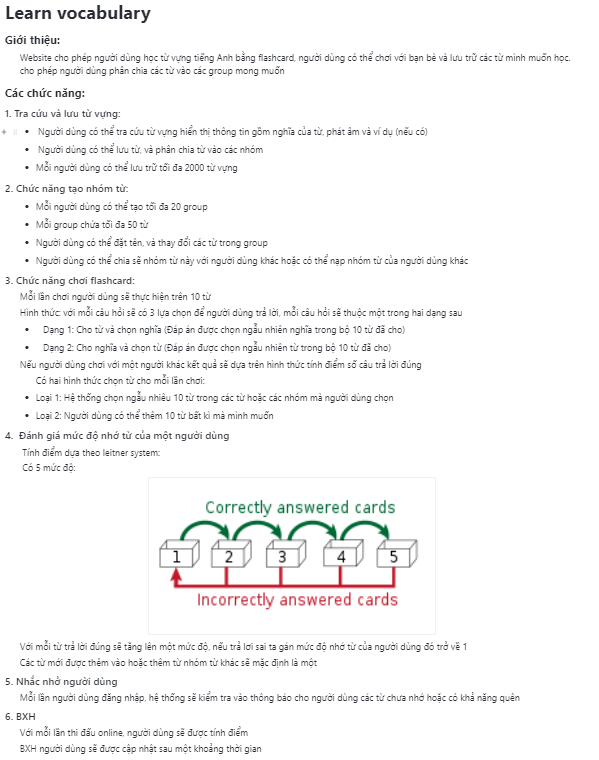 Learn vocabulary
Giới thiệu:
Website cho phép người dùng học từ vựng tiếng Anh bằng flashcard, người dùng có thể chơi với bạn bè và lưu trữ các từ mình muốn học.
cho phép người dùng phân chia các từ vào các group mong muốn
Các chức năng:
1. Tra cứu và lưu từ vựng:
Người dùng có thể tra cứu từ vựng hiển thị thông tin gồm nghĩa của từ, phát âm và ví dụ (nếu có)
Người dùng có thể lưu từ, và phân chia từ vào các nhóm
Mỗi người dùng có thể lưu trữ tối đa 2000 từ vựng
2. Chức năng tạo nhóm từ:
Mỗi người dùng có thể tạo tối đa 20 group
Mỗi group chứa tối đa 50 từ
Người dùng có thể đặt tên, và thay đổi các từ trong group
Người dùng có thể chia sẽ nhóm từ này với người dùng khác hoặc có thể nạp nhóm từ của người dùng khác
3. Chức năng chơi flashcard:
Mỗi lần chơi người dùng sẽ thực hiện trên 10 từ
Hình thức: với mỗi câu hỏi sẽ có 3 lựa chọn để người dùng trả lời, mỗi câu hỏi sẽ thuộc một trong hai dạng sau
Dạng 1: Cho từ và chọn nghĩa (Đáp án được chọn ngẫu nhiên nghĩa trong bộ 10 từ đã cho)
Dạng 2: Cho nghĩa và chọn từ (Đáp án được chọn ngẫu nhiên từ trong bộ 10 từ đã cho)
Nếu người dùng chơi với một người khác kết quả sẽ dựa trên hình thức tính điểm số câu trả lời đúng
Có hai hình thức chọn từ cho mỗi lần chơi:
Loại 1: Hệ thống chọn ngẫu nhiêu 10 từ trong các từ hoặc các nhóm mà người dùng chọn
Loại 2: Người dùng có thể thêm 10 từ bất kì mà mình muốn
4. Đánh giá mức độ nhớ từ của một người dùng
Tính điểm dựa theo leitner system:
Có 5 mức độ:
Correctly answered cards
1 2 3 4 5
Incorrectly answered cards
Với mỗi từ trả lời đúng sẽ tăng lên một mức độ, nếu trả lơi sai ta gán mức độ nhớ từ của người dùng đó trở về 1
Các từ mới được thêm vào hoặc thêm từ nhóm từ khác sẽ mặc định là một
5. Nhắc nhở người dùng
Mỗi lần người dùng đăng nhập, hệ thống sẽ kiểm tra vào thông báo cho người dùng các từ chưa nhớ hoặc có khả năng quên
6. BXH
Với mỗi lần thi đấu online, người dùng sẽ được tính điểm
BXH người dùng sẽ được cập nhật sau một khoảng thời gian